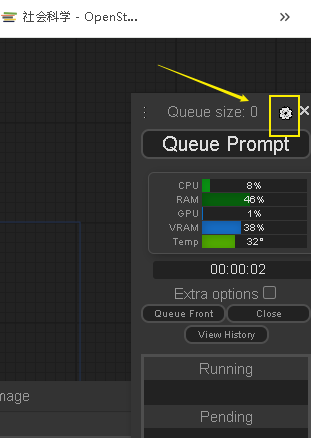 社会科学 - OpenSt...
Queue size: 0
Queue Prompt
CPU 8%
RAM 46%
GPU 1%
VRAM 38%
Temp 32°
00:00:02
Extra options
Queue Front Close
View History
Running
mage
Pending